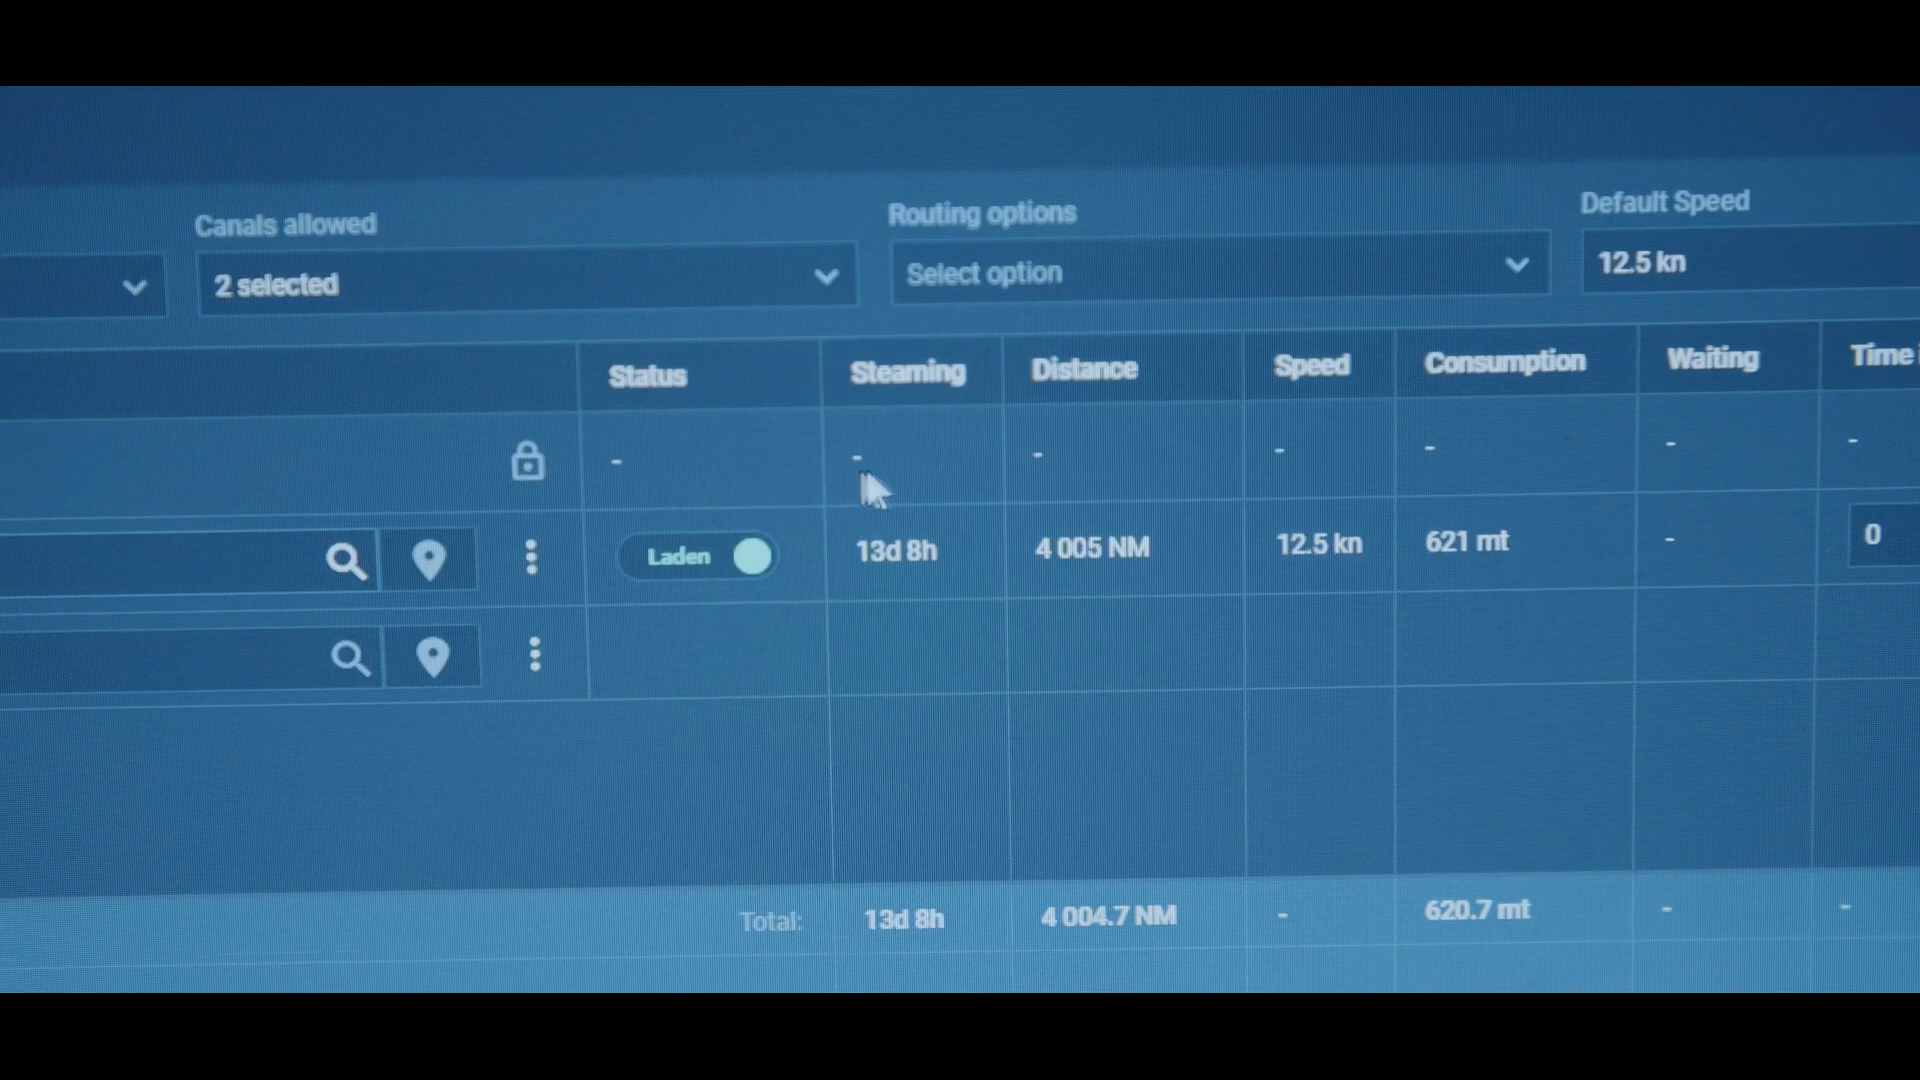 Canals allowed
Routing options
Default Speed
2 selected
Select option
12.5 kn
Status
Steaming
Distance
Speed
Consumption
Waiting
Time
-
-
-
-
-
-
-
Laden
13d 8h
4 005 NM
12.5 kn
621 mt
-
0
Total:
13d 8h
4 004.7 NM
-
620.7 mt
-
-